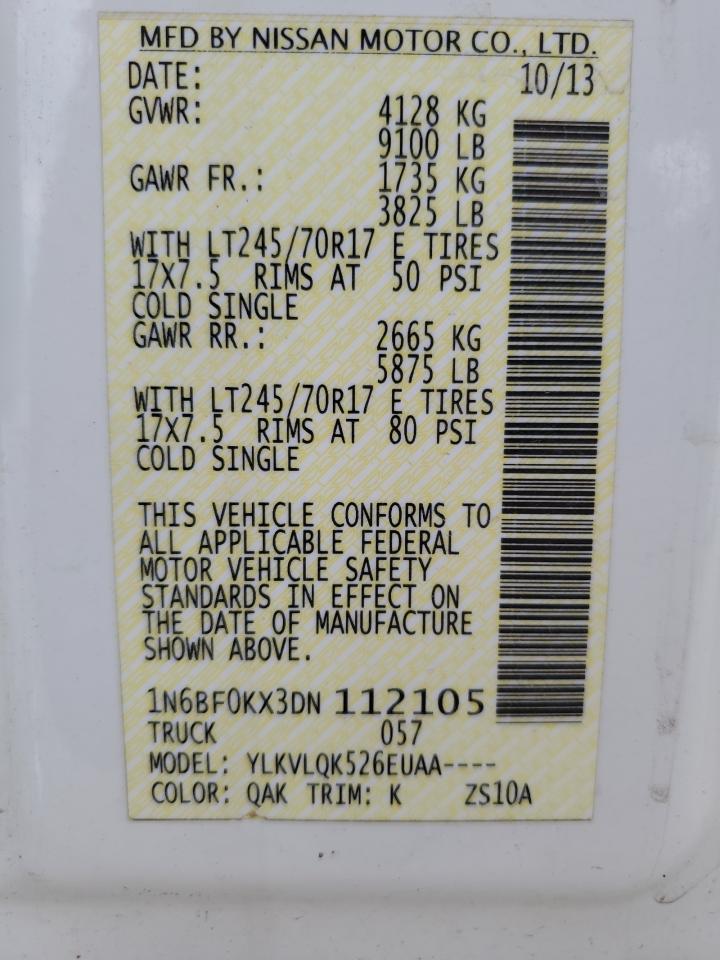 MFD BY NISSAN MOTOR CO., LTD.
DATE: 10/13
GVWR: 4128 KG
9100 LB
GAWR FR.: 1735 KG
3825 LB
WITH LT245/70R17 E TIRES
17X7.5 RIMS AT 50 PSI
COLD SINGLE
GAWR RR.: 2665 KG
5875 LB
WITH LT245/70R17 E TIRES
17X7.5 RIMS AT 80 PSI
COLD SINGLE
THIS VEHICLE CONFORMS TO
ALL APPLICABLE FEDERAL
MOTOR VEHICLE SAFETY
STANDARDS IN EFFECT ON
THE DATE OF MANUFACTURE
SHOWN ABOVE.
1N6BF0KX3DN 112105
TRUCK 057
MODEL: YLKVLQK526EUAA----
COLOR: QAK TRIM: K ZS10A